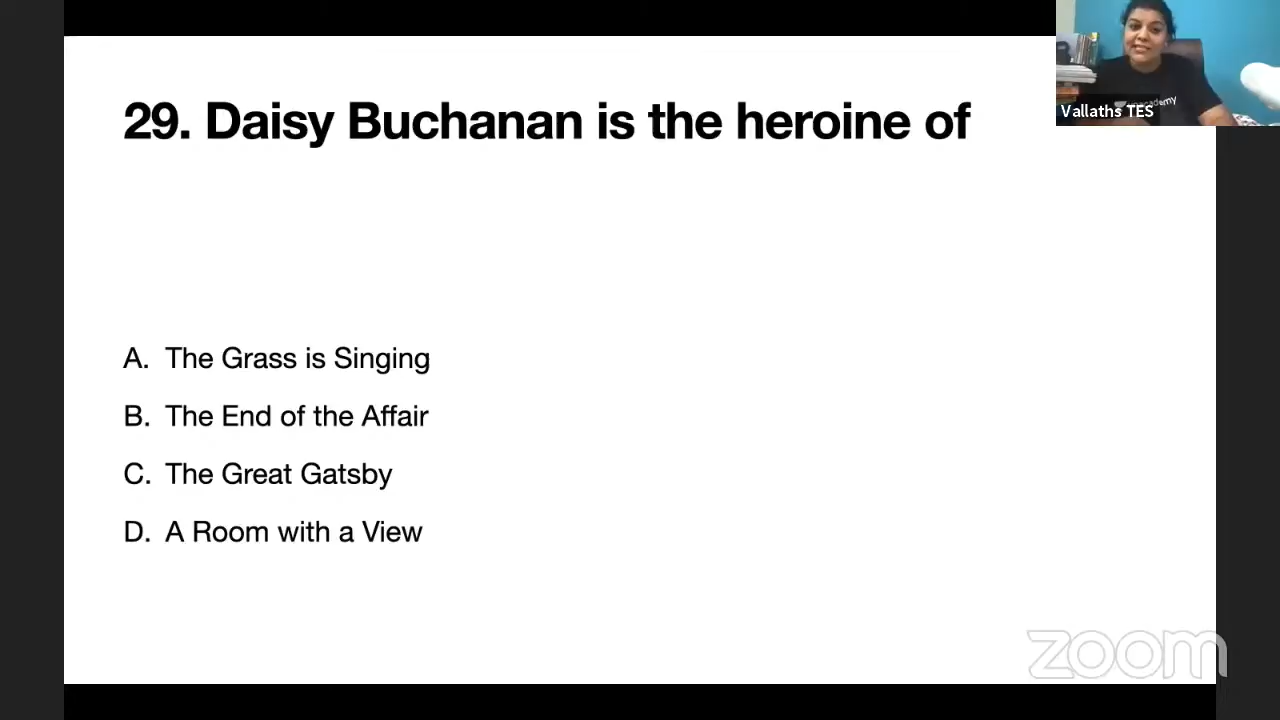 29. Daisy Buchanan is the heroine of
Vallaths TES
A. The Grass is Singing
B. The End of the Affair
C. The Great Gatsby
D. A Room with a View
zoom